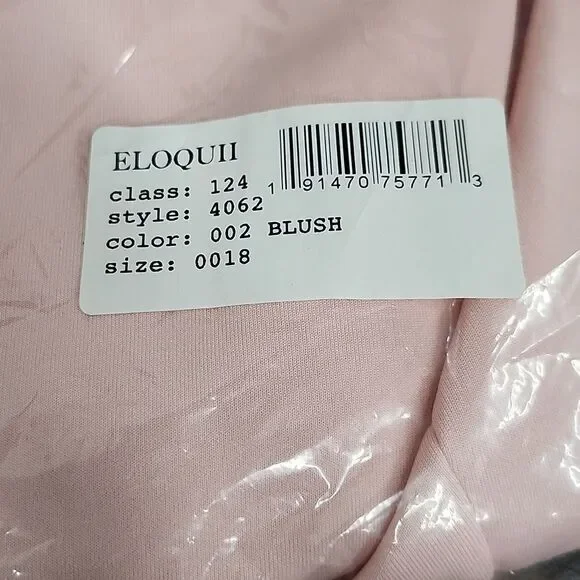 ELOQUII
class: 124
style: 4062
color: 002 BLUSH
size: 0018
1 91470 75771 3